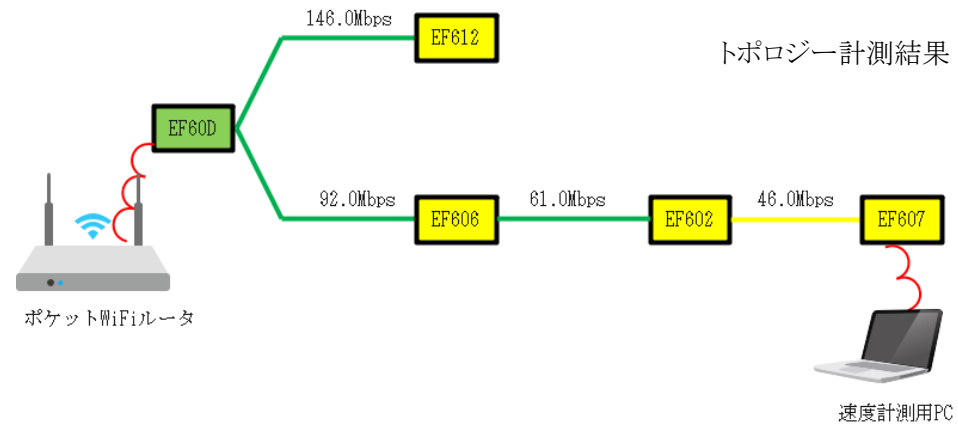 146.0Mbps
EF612
トポロジー計測結果
EF60D
92.0Mbps
61.0Mbps
46.0Mbps
EF606
EF602
EF607
ポケットWiFiルータ
速度計測用PC